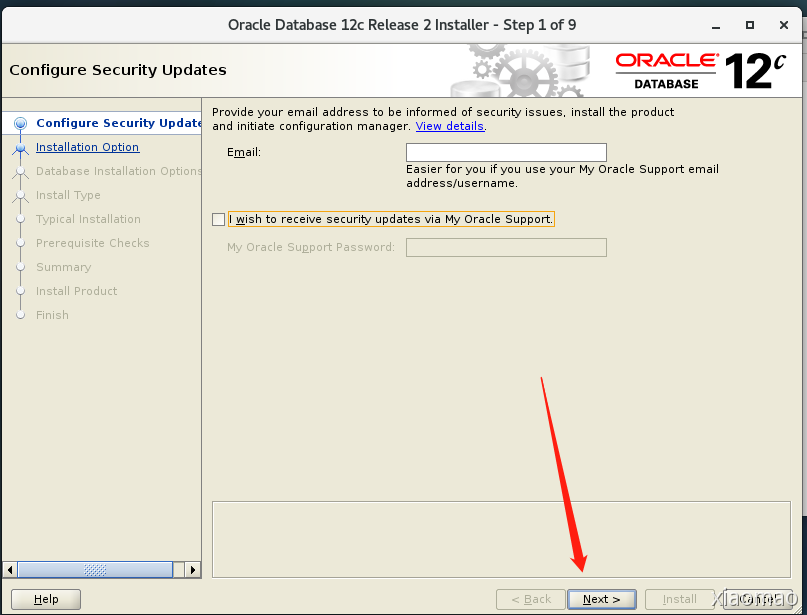 Oracle Database 12c Release 2 Installer - Step 1 of 9
Configure Security Updates
ORACLE®
DATABASE
12c
Configure Security Update
Installation Option
Database Installation Options
Install Type
Typical Installation
Prerequisite Checks
Summary
Install Product
Finish
Provide your email address to be informed of security issues, install the product
and initiate configuration manager. View details.
Email:
Easier for you if you use your My Oracle Support email
address/username.
I wish to receive security updates via My Oracle Support.
My Oracle Support Password:
Help
< Back
Next >
Install
Cancel
xiaoma0